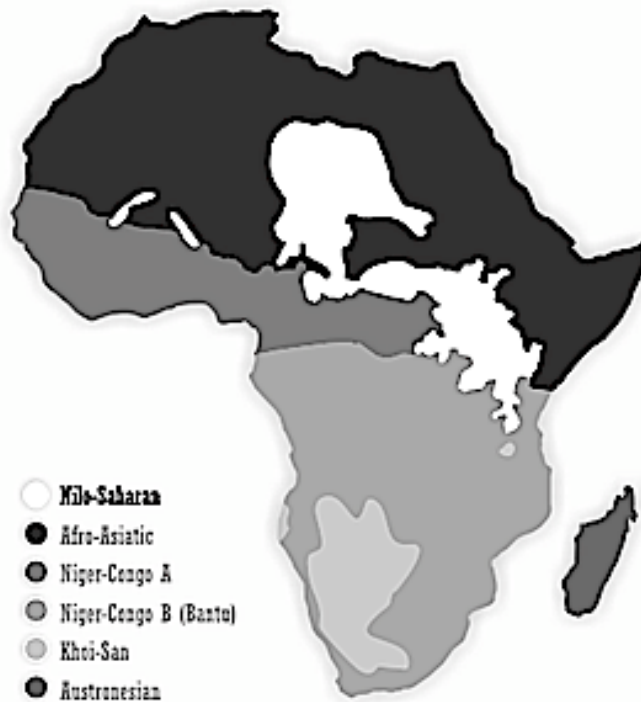 Nilo-Saharan
Afro-Asiatic
Niger-Congo A
Niger-Congo B (Bantu)
Khoi-San
Austronesian